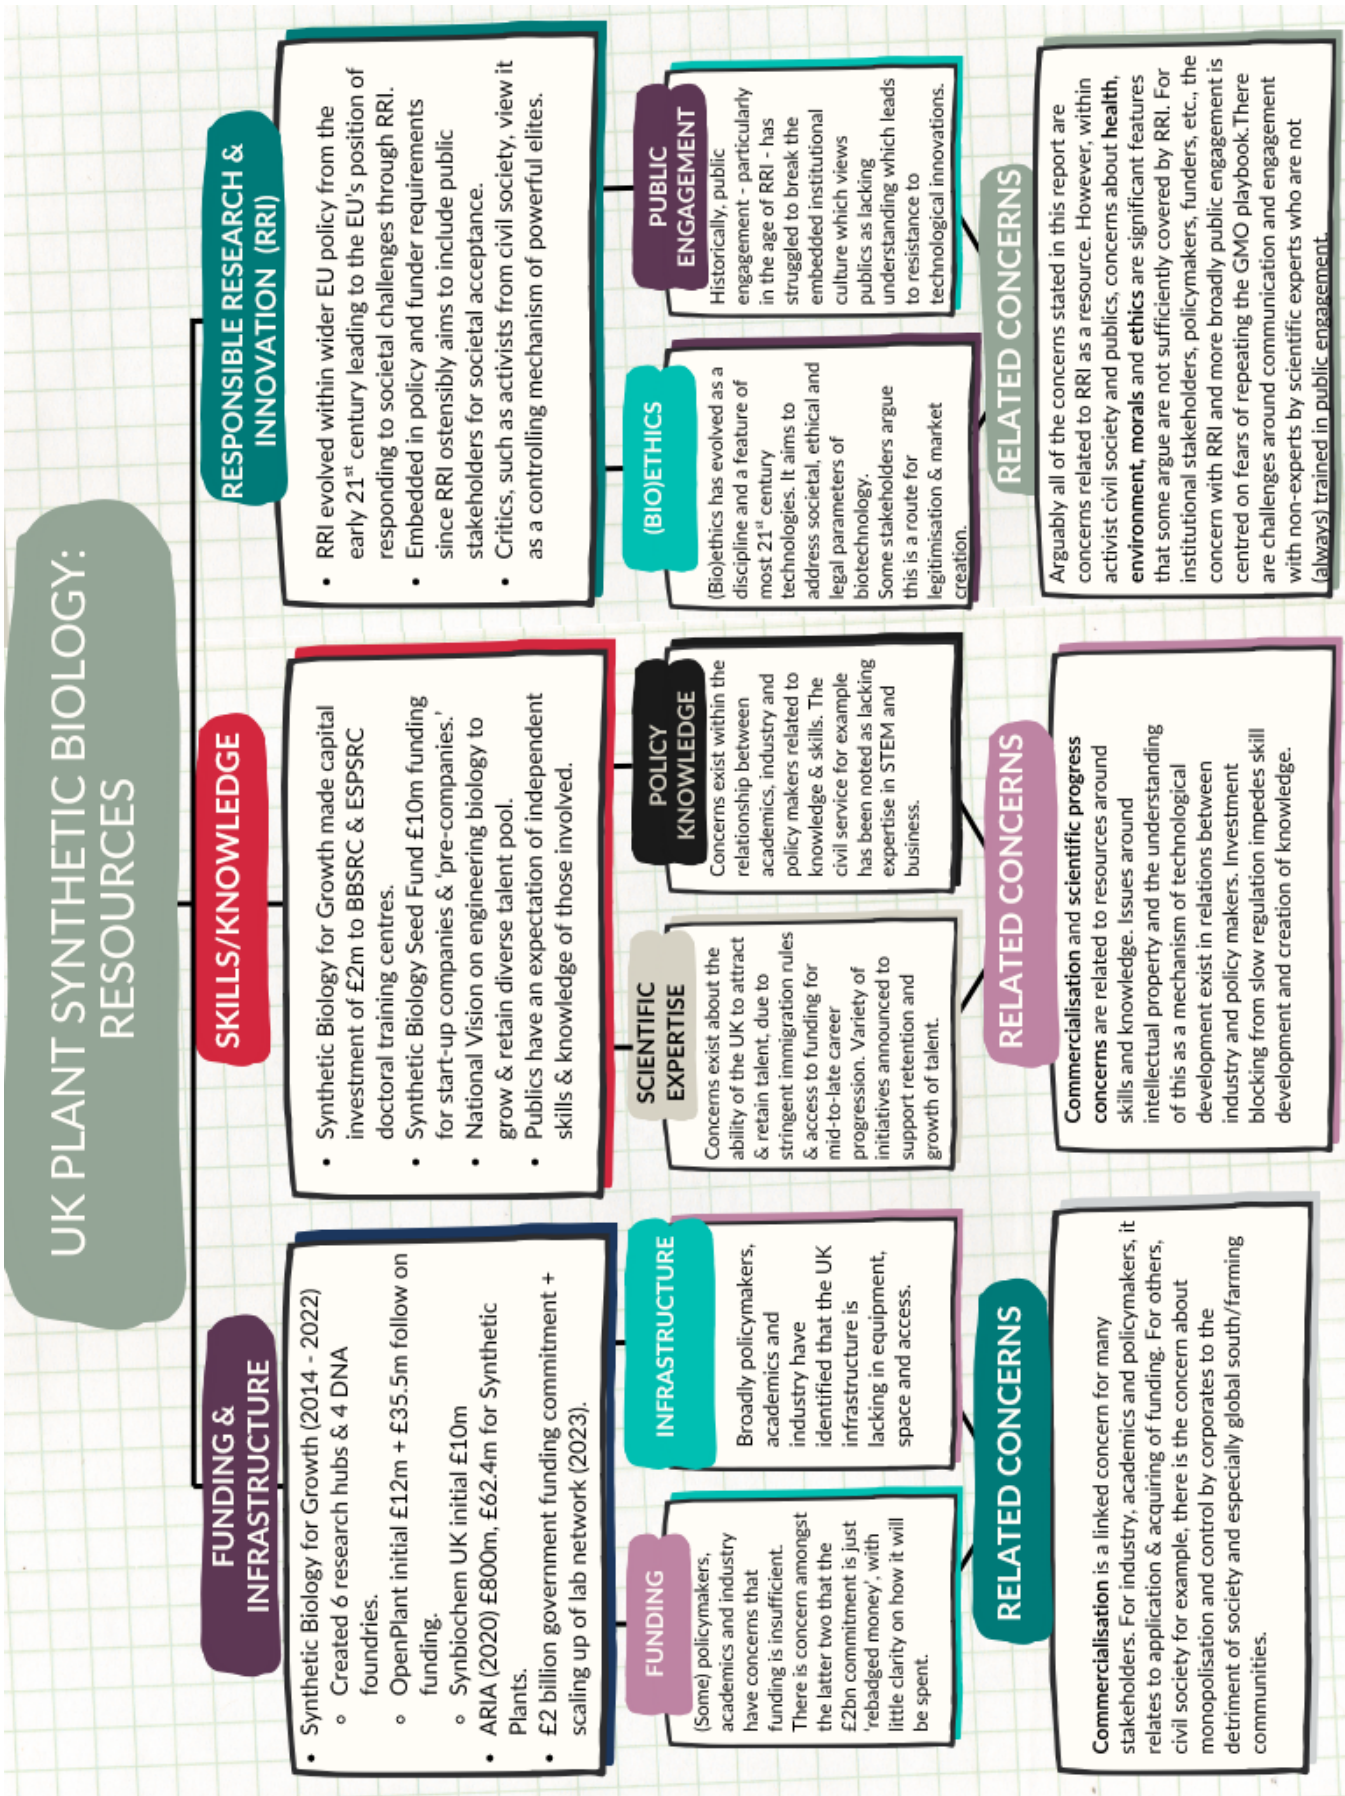 UK PLANT SYNTHETIC BIOLOGY:
RESOURCES
FUNDING &
INFRASTRUCTURE
• Synthetic Biology for Growth (2014 - 2022)
◦ Created 6 research hubs & 4 DNA
foundries.
◦ OpenPlant initial £12m + £35.5m follow on
funding.
◦ Synbiochem UK initial £10m
• ARIA (2020) £800m, £62.4m for Synthetic
Plants.
• £2 billion government funding commitment +
scaling up of lab network (2023).
FUNDING
(Some) policymakers,
academics and industry
have concerns that
funding is insufficient.
There is concern amongst
the latter two that the
£2bn commitment is just
'rebadged money', with
little clarity on how it will
be spent.
INFRASTRUCTURE
Broadly policymakers,
academics and
industry have
identified that the UK
infrastructure is
lacking in equipment,
space and access.
RELATED CONCERNS
Commercialisation is a linked concern for many
stakeholders. For industry, academics and policymakers, it
relates to application & acquiring of funding. For others,
civil society for example, there is the concern about
monopolisation and control by corporates to the
detriment of society and especially global south/farming
communities.
SKILLS/KNOWLEDGE
• Synthetic Biology for Growth made capital
investment of £2m to BBSRC & ESPSRC
doctoral training centres.
• Synthetic Biology Seed Fund £10m funding
for start-up companies & 'pre-companies.'
• National Vision on engineering biology to
grow & retain diverse talent pool.
• Publics have an expectation of independent
skills & knowledge of those involved.
SCIENTIFIC
EXPERTISE
Concerns exist about the
ability of the UK to attract
& retain talent, due to
stringent immigration rules
& access to funding for
mid-to-late career
progression. Variety of
initiatives announced to
support retention and
growth of talent.
POLICY
KNOWLEDGE
Concerns exist within the
relationship between
academics, industry and
policy makers related to
knowledge & skills. The
civil service for example
has been noted as lacking
expertise in STEM and
business.
RELATED CONCERNS
Commercialisation and scientific progress
concerns are related to resources around
skills and knowledge. Issues around
intellectual property and the understanding
of this as a mechanism of technological
development exist in relations between
industry and policy makers. Investment
blocking from slow regulation impedes skill
development and creation of knowledge.
RESPONSIBLE RESEARCH &
INNOVATION (RRI)
• RRI evolved within wider EU policy from the
early 21st century leading to the EU's position of
responding to societal challenges through RRI.
• Embedded in policy and funder requirements
since RRI ostensibly aims to include public
stakeholders for societal acceptance.
• Critics, such as activists from civil society, view it
as a controlling mechanism of powerful elites.
(BIO)ETHICS
(Bio)ethics has evolved as a
discipline and a feature of
most 21st century
technologies. It aims to
address societal, ethical and
legal parameters of
biotechnology.
Some stakeholders argue
this is a route for
legitimisation & market
creation.
PUBLIC
ENGAGEMENT
Historically, public
engagement - particularly
in the age of RRI - has
struggled to break the
embedded institutional
culture which views
publics as lacking
understanding which leads
to resistance to
technological innovations.
RELATED CONCERNS
Arguably all of the concerns stated in this report are
concerns related to RRI as a resource. However, within
activist civil society and publics, concerns about health,
environment, morals and ethics are significant features
that some argue are not sufficiently covered by RRI. For
institutional stakeholders, policymakers, funders, etc., the
concern with RRI and more broadly public engagement is
centred on fears of repeating the GMO playbook.There
are challenges around communication and engagement
with non-experts by scientific experts who are not
(always) trained in public engagement.